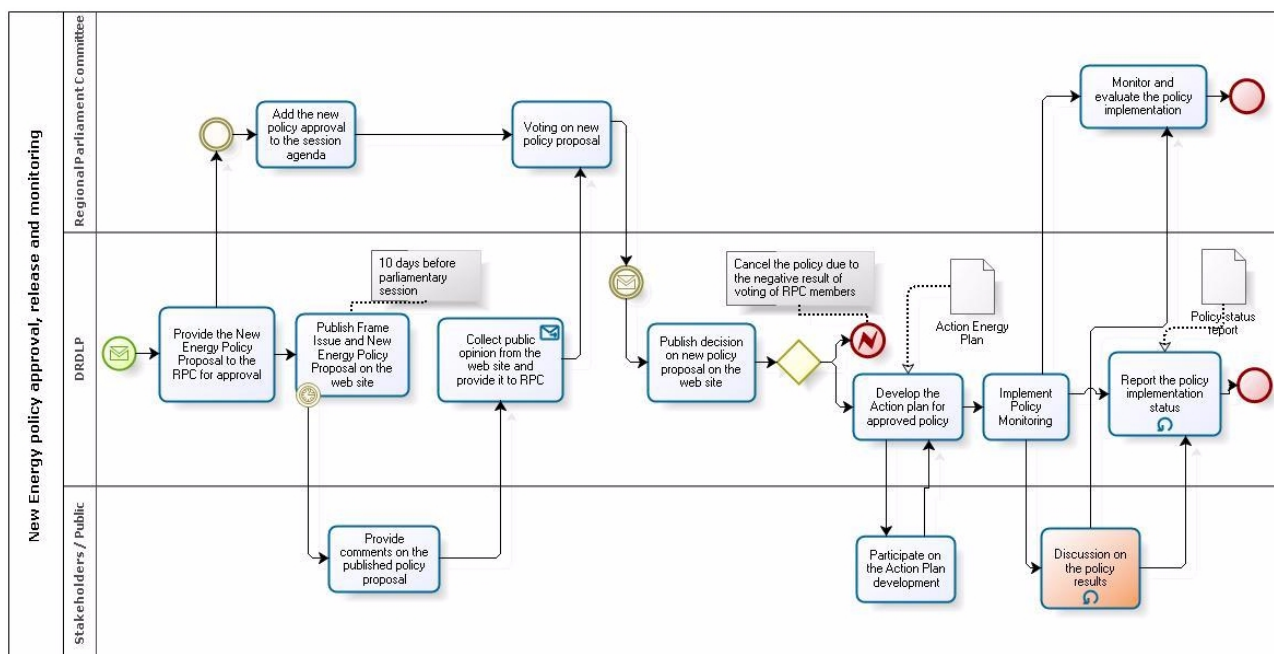 New Energy policy approval, release and monitoring
Regional Parliament Committee
Add the new
policy approval
to the session
agenda
Voting on new
policy proposal
Monitor and
evaluate the policy
implementation
DRDLP
Provide the New
Energy Policy
Proposal to the
RPC for approval
10 days before
parliamentary
session
Publish Frame
Issue and New
Energy Policy
Proposal on the
web site
Collect public
opinion from the
web site and
provide it to RPC
Publish decision
on new policy
proposal on the
web site
Cancel the policy due to
the negative result of
voting of RPC members
Action Energy
Plan
Develop the
Action plan for
approved policy
Implement
Policy
Monitoring
Policy status
report
Report the policy
implementation
status
Stakeholders / Public
Provide
comments on the
published policy
proposal
Participate on
the Action Plan
development
Discussion on
the policy
results